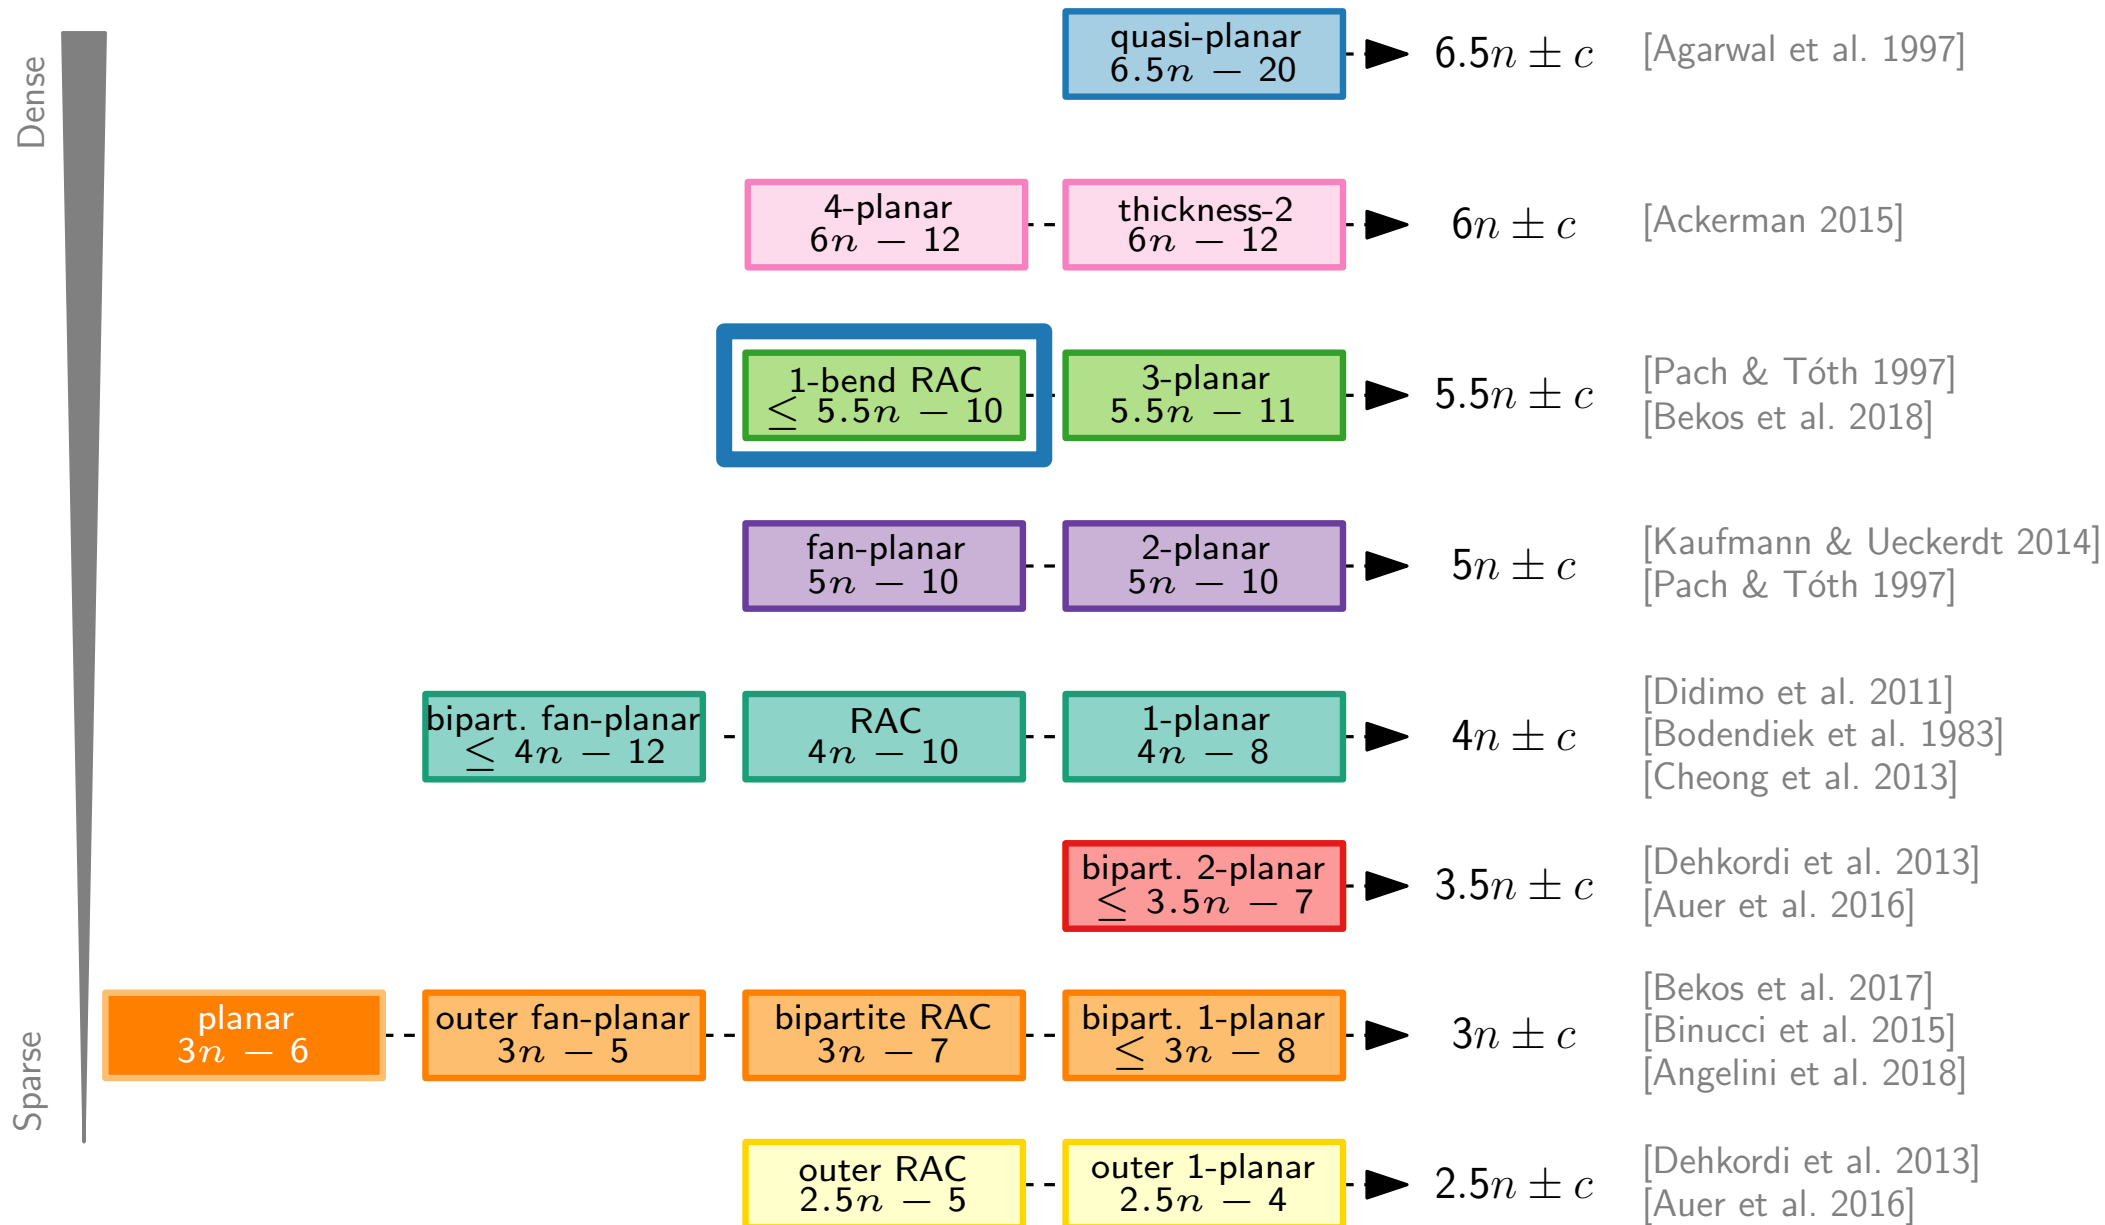 Dense
quasi-planar
6.5n − 20
6.5n ± c
[Agarwal et al. 1997]
4-planar
6n − 12
thickness-2
6n − 12
6n ± c
[Ackerman 2015]
1-bend RAC
≤ 5.5n − 10
3-planar
5.5n − 11
5.5n ± c
[Pach & Tóth 1997]
[Bekos et al. 2018]
fan-planar
5n − 10
2-planar
5n − 10
5n ± c
[Kaufmann & Ueckerdt 2014]
[Pach & Tóth 1997]
bipart. fan-planar
≤ 4n − 12
RAC
4n − 10
1-planar
4n − 8
4n ± c
[Didimo et al. 2011]
[Bodendiek et al. 1983]
[Cheong et al. 2013]
bipart. 2-planar
≤ 3.5n − 7
3.5n ± c
[Dehkordi et al. 2013]
[Auer et al. 2016]
Sparse
planar
3n − 6
outer fan-planar
3n − 5
bipartite RAC
3n − 7
bipart. 1-planar
≤ 3n − 8
3n ± c
[Bekos et al. 2017]
[Binucci et al. 2015]
[Angelini et al. 2018]
outer RAC
2.5n − 5
outer 1-planar
2.5n − 4
2.5n ± c
[Dehkordi et al. 2013]
[Auer et al. 2016]